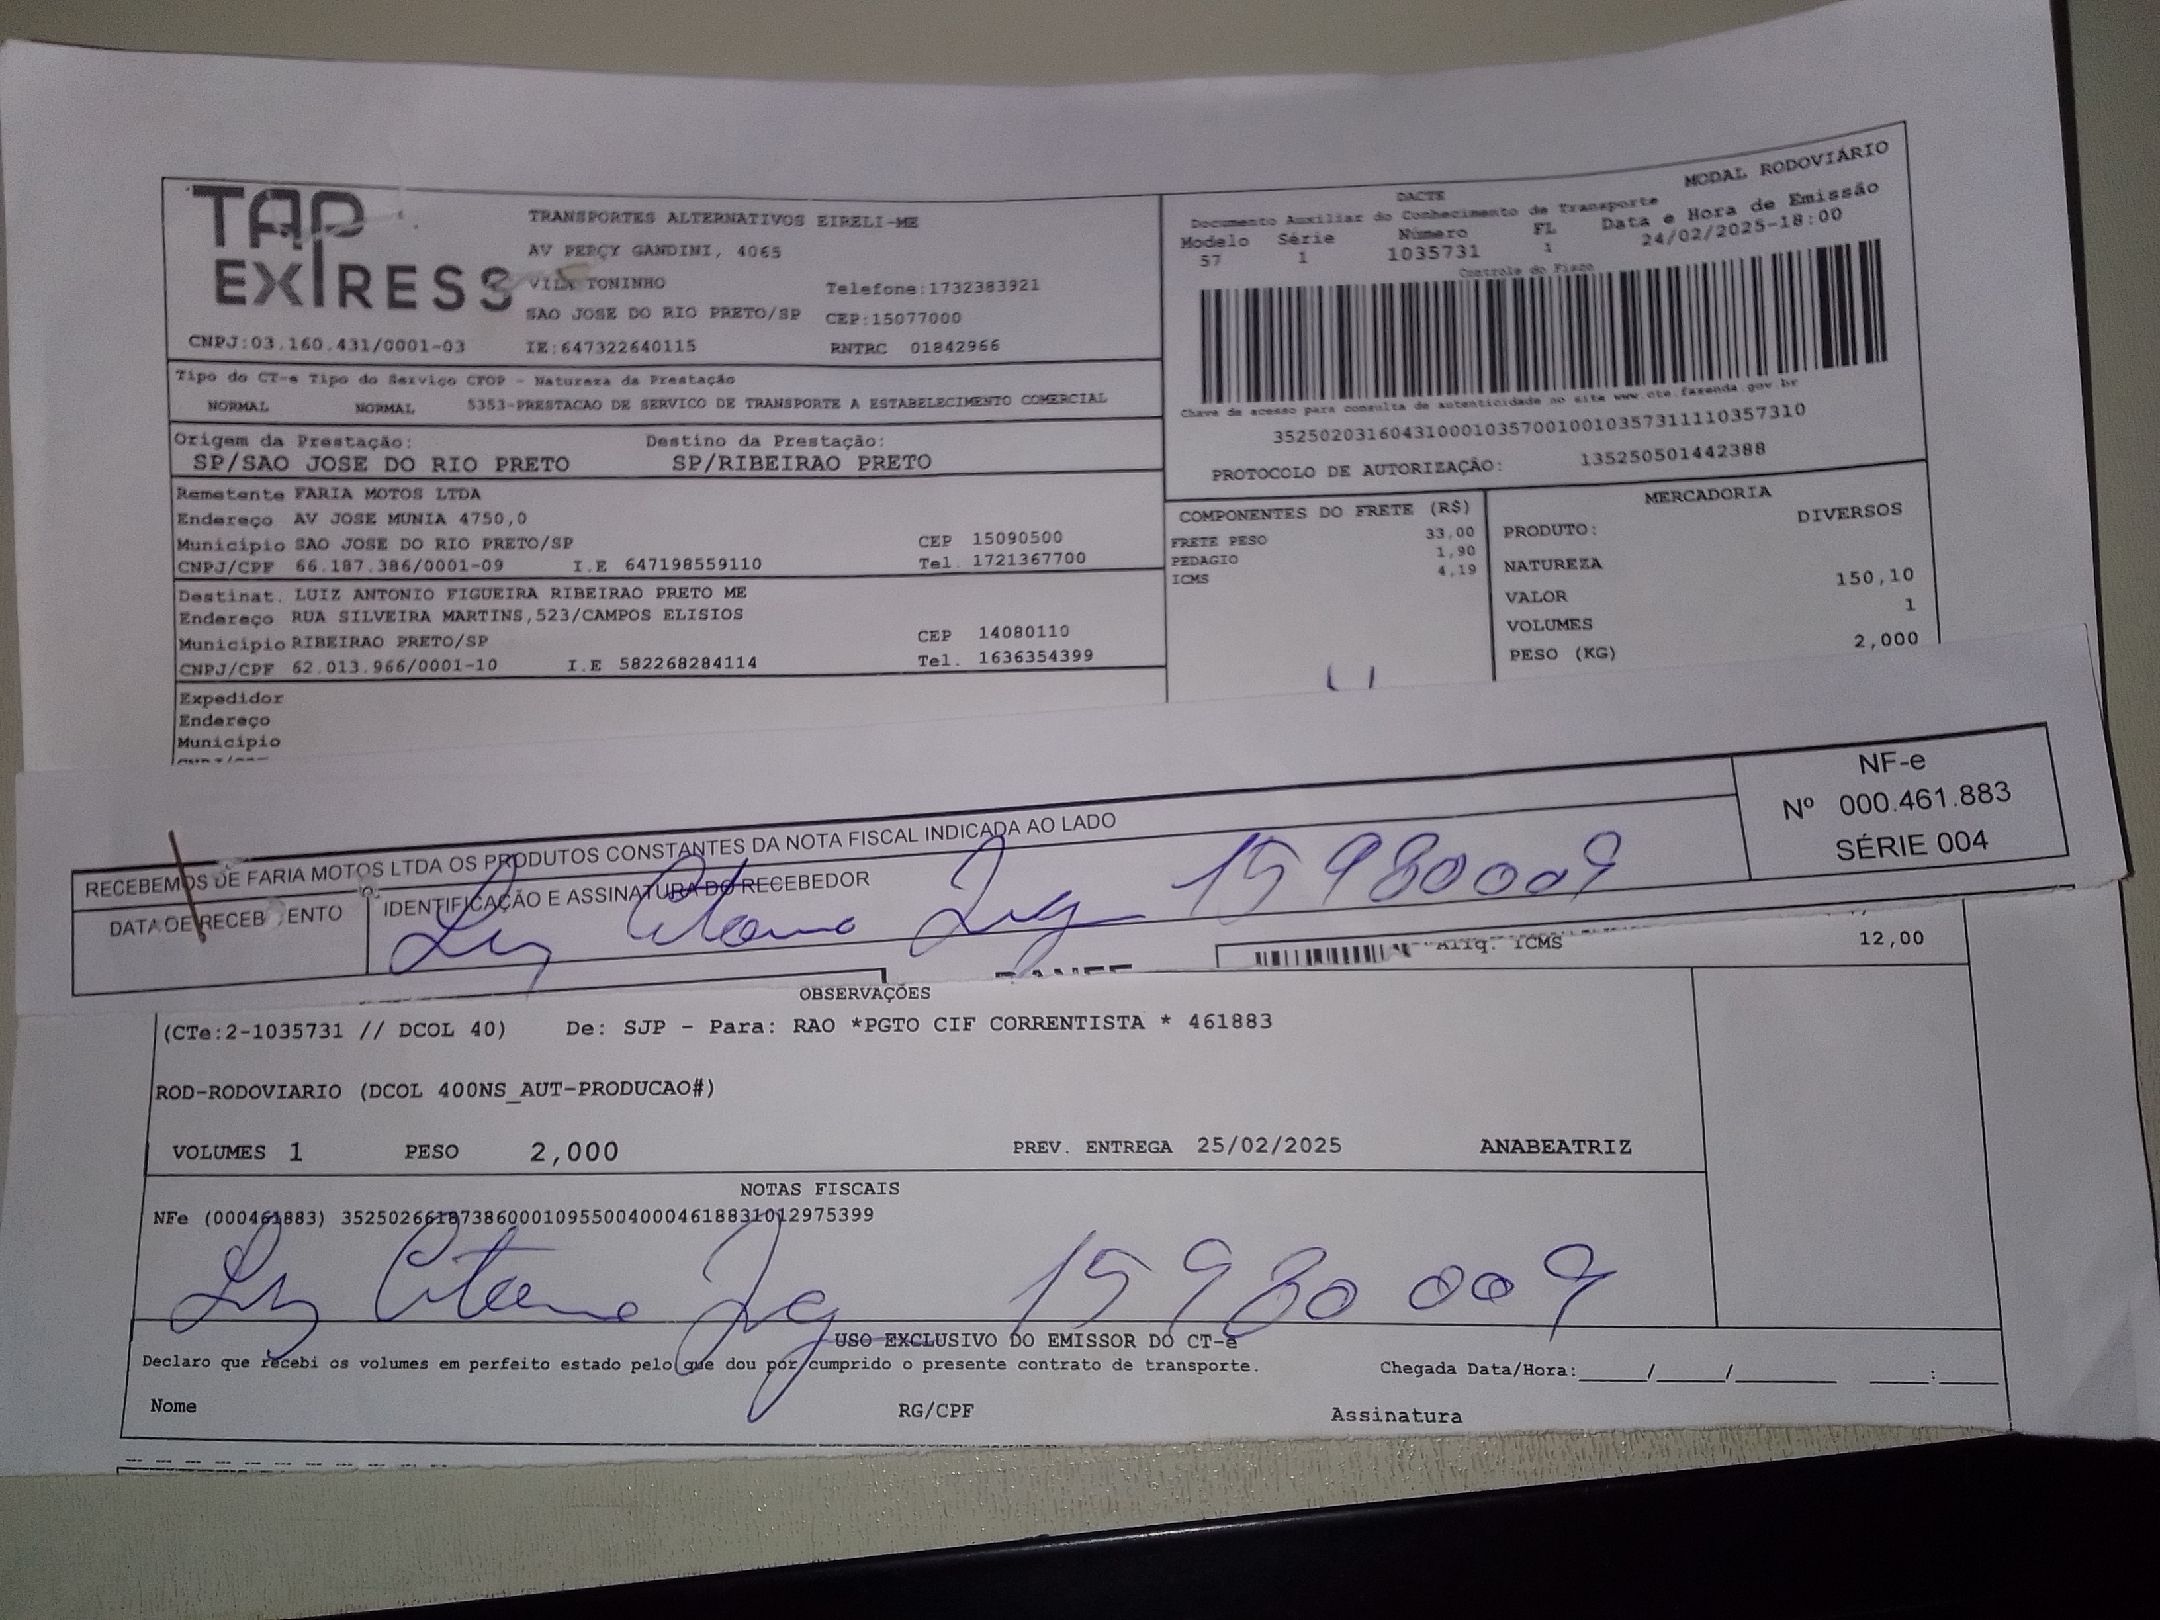 TAP
EXPRESS
TRANSPORTES ALTERNATIVOS EIRELI-ME
AV PERÇY GANDINI, 4065
VILA TONINHO Telefone:1732383921
SAO JOSE DO RIO PRETO/SP CEP:15077000
CNPJ:03.160.431/0001-03 IE:647322640115 RNTRC 01842966
Tipo do CT-e Tipo do Serviço CFOP - Natureza da Prestação
NORMAL NORMAL 5353-PRESTACAO DE SERVICO DE TRANSPORTE A ESTABELECIMENTO COMERCIAL
Origem da Prestação: Destino da Prestação:
SP/SAO JOSE DO RIO PRETO SP/RIBEIRAO PRETO
Remetente FARIA MOTOS LTDA
Endereço AV JOSE MUNIA 4750,0
Município SAO JOSE DO RIO PRETO/SP CEP 15090500
CNPJ/CPF 66.187.386/0001-09 I.E 647198559110 Tel. 1721367700
Destinat. LUIZ ANTONIO FIGUEIRA RIBEIRAO PRETO ME
Endereço RUA SILVEIRA MARTINS,523/CAMPOS ELISIOS
Município RIBEIRAO PRETO/SP CEP 14080110
CNPJ/CPF 62.013.966/0001-10 I.E 582268284114 Tel. 1636354399
Expedidor
Endereço
Município
DACTE MODAL RODOVIÁRIO
Documento Auxiliar do Conhecimento de Transporte
Modelo Série Número FL Data e Hora de Emissão
57 1 1035731 1 24/02/2025-18:00
Controle do Fisco
Chave de acesso para consulta de autenticidade no site www.cte.fazenda.gov.br
35250203160431000103570010010357311110357310
PROTOCOLO DE AUTORIZAÇÃO: 135250501442388
COMPONENTES DO FRETE (R$)
FRETE PESO 33,00
PEDAGIO 1,90
ICMS 4,19
MERCADORIA
PRODUTO: DIVERSOS
NATUREZA
VALOR 150,10
VOLUMES 1
PESO (KG) 2,000
RECEBEMOS DE FARIA MOTOS LTDA OS PRODUTOS CONSTANTES DA NOTA FISCAL INDICADA AO LADO
DATA DE RECEBIMENTO IDENTIFICAÇÃO E ASSINATURA DO RECEBEDOR
15980009
NF-e
Nº 000.461.883
SÉRIE 004
Alíq. ICMS 12,00
OBSERVAÇÕES
(CTe:2-1035731 // DCOL 40) De: SJP - Para: RAO *PGTO CIF CORRENTISTA * 461883
ROD-RODOVIARIO (DCOL 400NS_AUT-PRODUCAO#)
VOLUMES 1 PESO 2,000 PREV. ENTREGA 25/02/2025 ANABEATRIZ
NOTAS FISCAIS
NFe (000461883) 35250266187386000109550040004618831012975399
15980009
USO EXCLUSIVO DO EMISSOR DO CT-e
Declaro que recebi os volumes em perfeito estado pelo que dou por cumprido o presente contrato de transporte. Chegada Data/Hora:_____/_____/_______ ____:____
Nome RG/CPF Assinatura